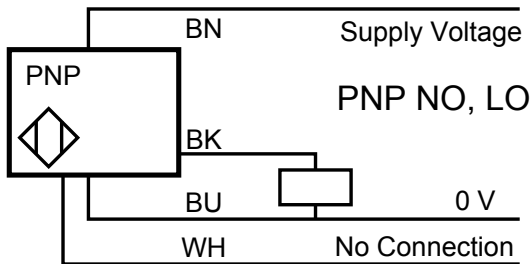 BN
Supply Voltage
PNP
PNP NO, LO
BK
BU
0 V
WH
No Connection